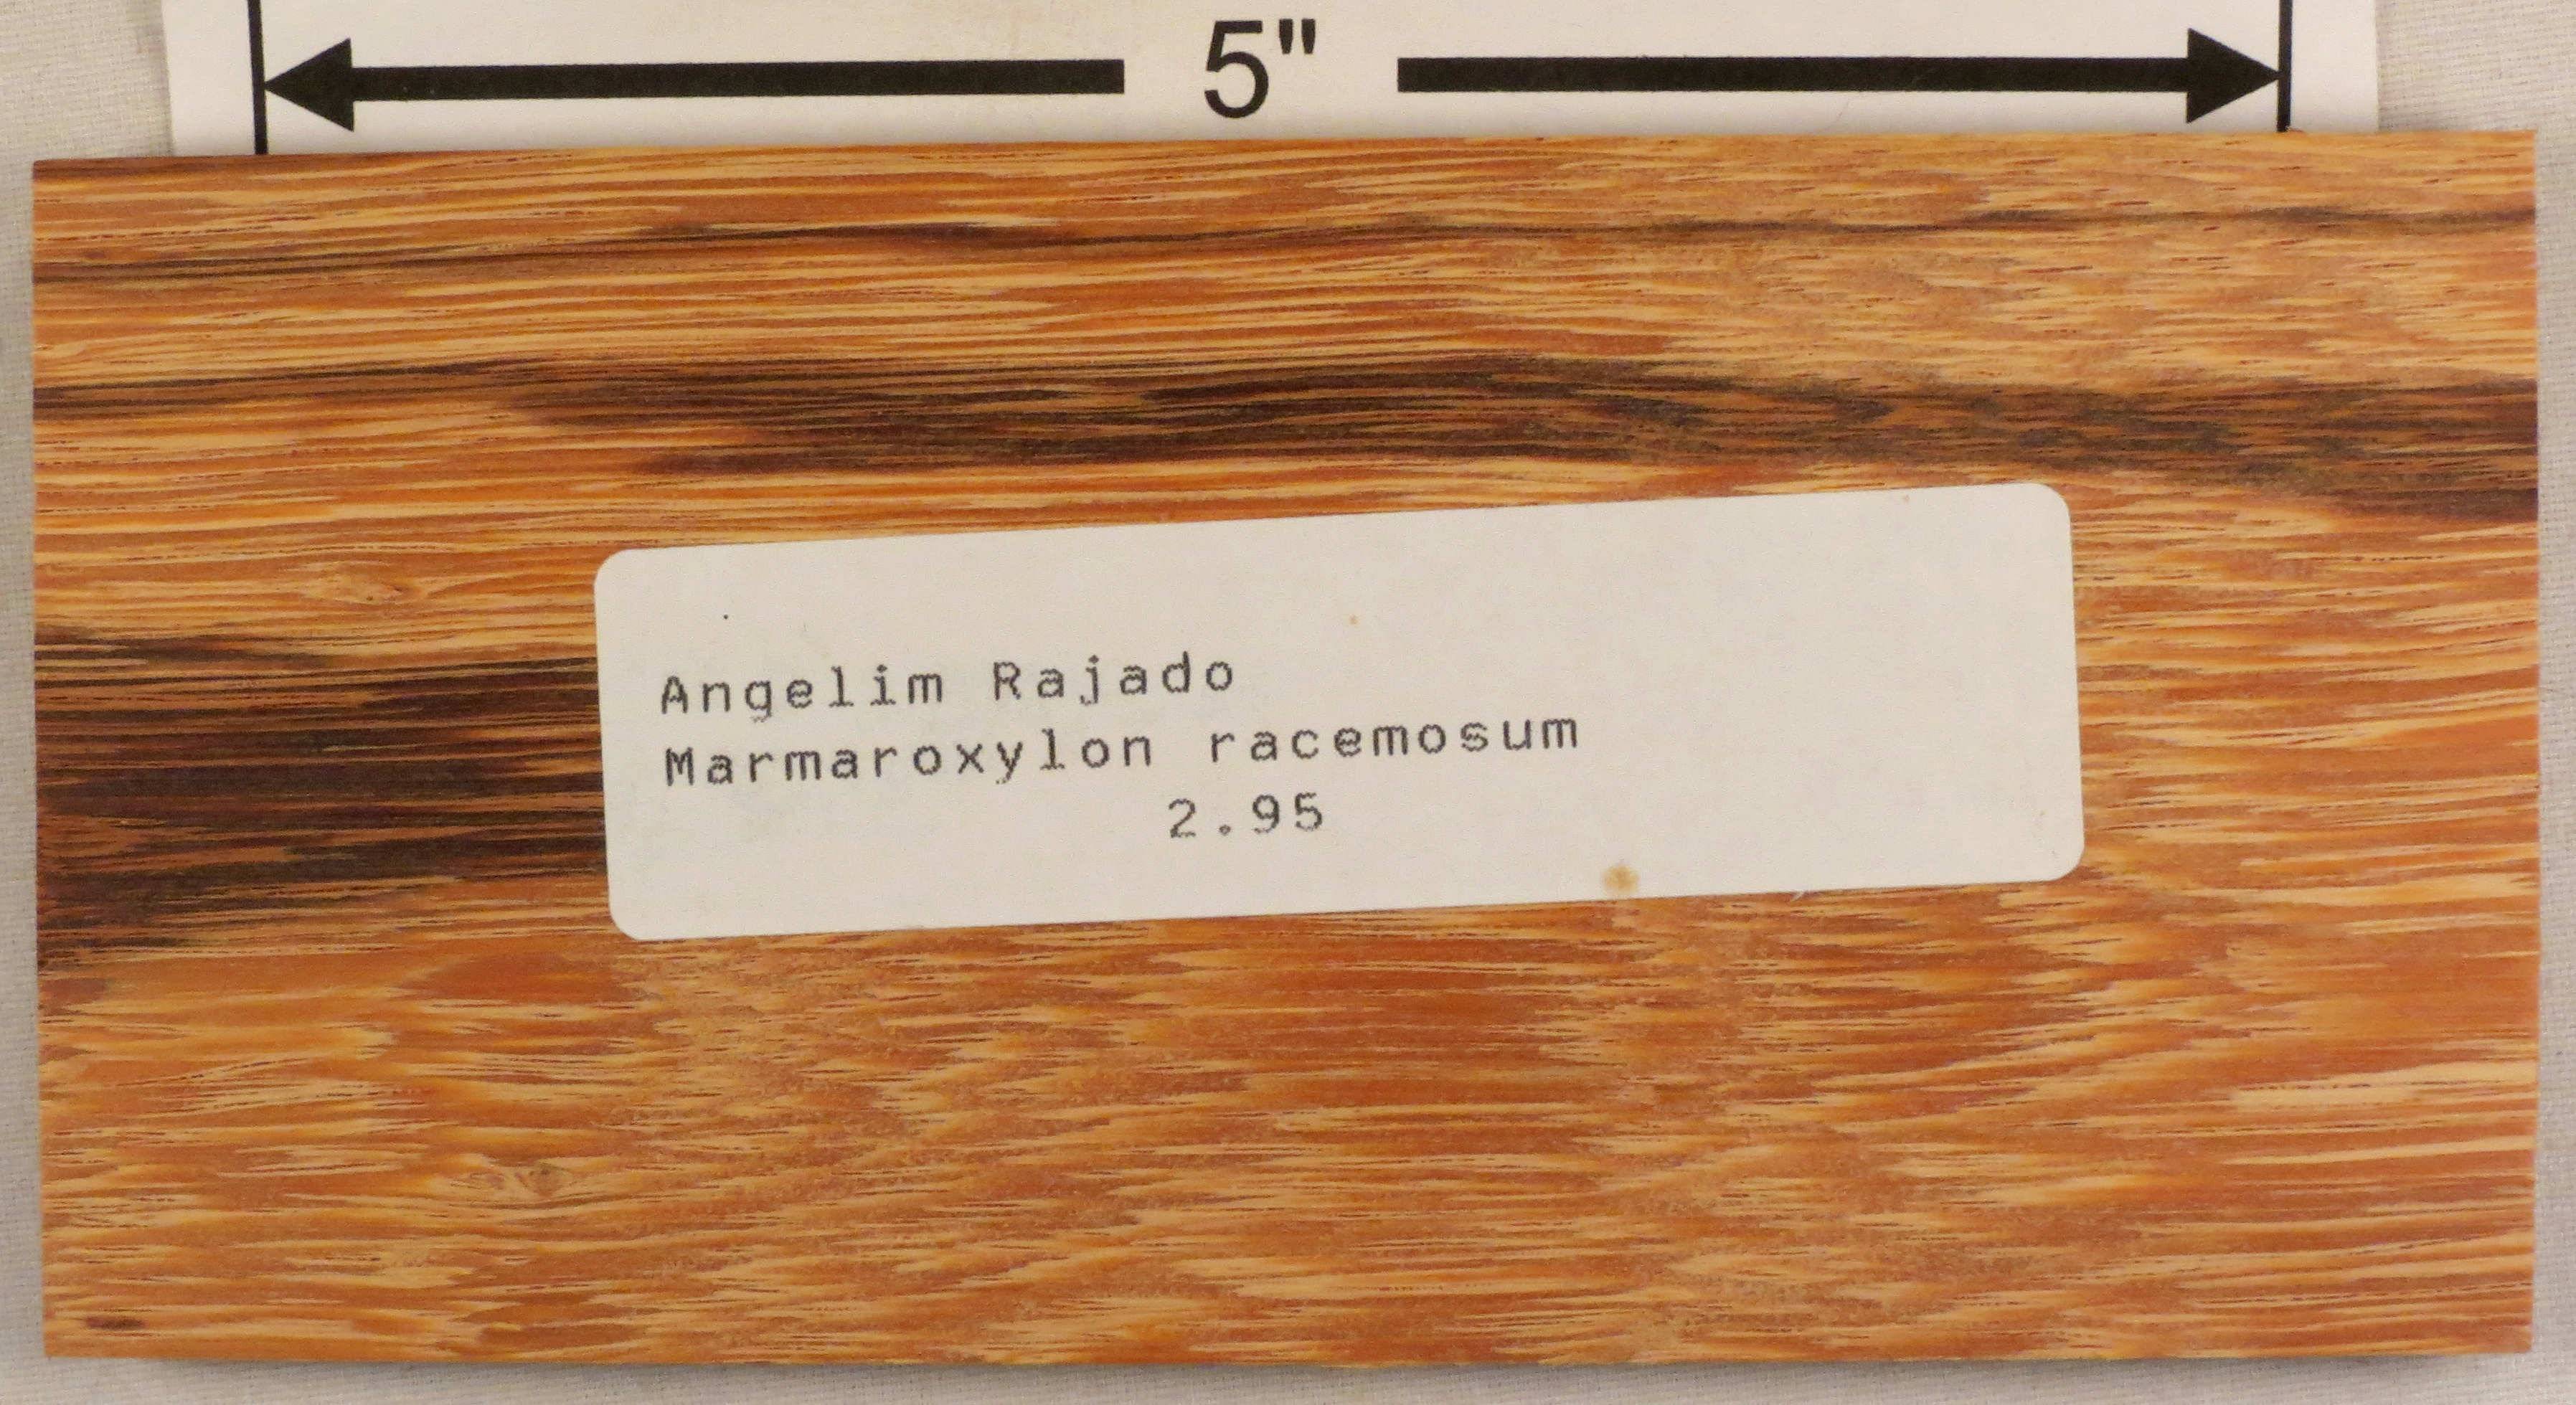 5"
Angelim Rajado
Marmaroxylon racemosum
2.95